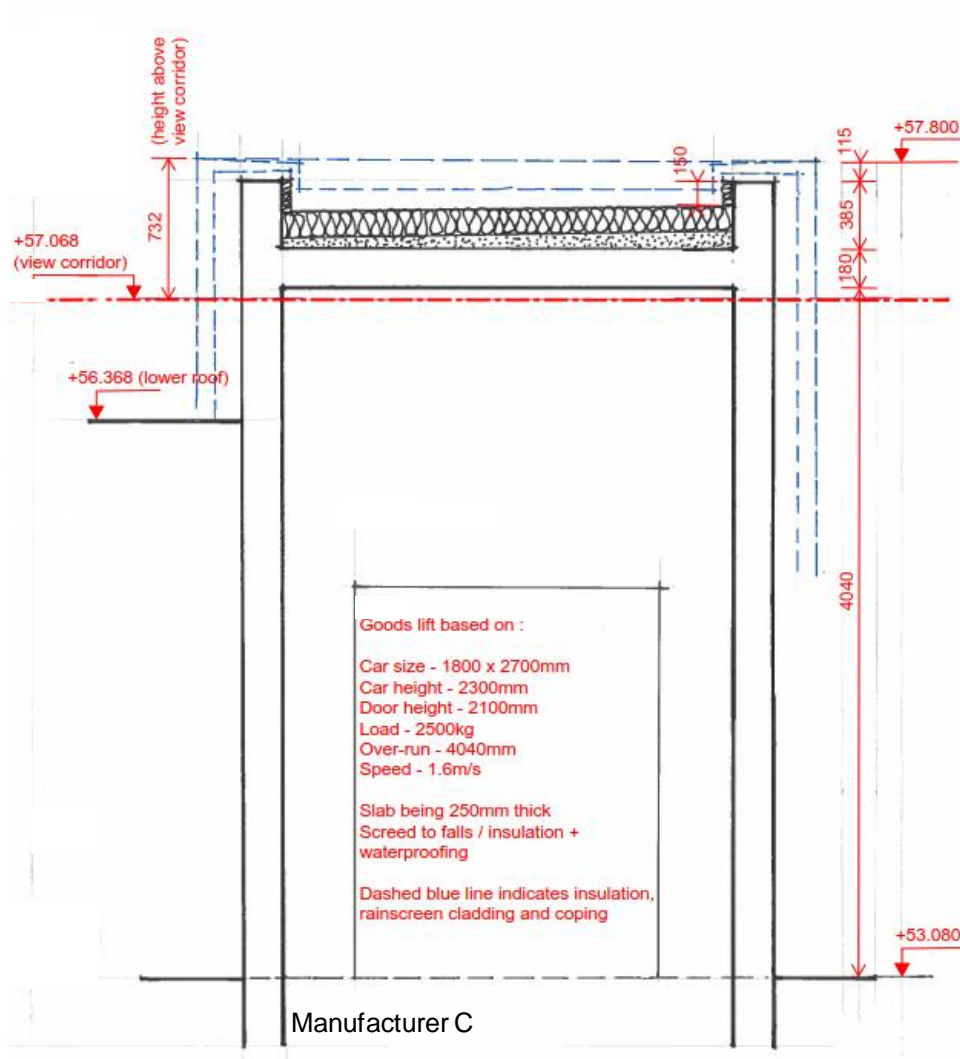 (height above
view corridor)
732
+57.068
(view corridor)
+56.368 (lower roof)
150
+57.800
115
385
180
4040
Goods lift based on :
Car size - 1800 x 2700mm
Car height - 2300mm
Door height - 2100mm
Load - 2500kg
Over-run - 4040mm
Speed - 1.6m/s
Slab being 250mm thick
Screed to falls / insulation +
waterproofing
Dashed blue line indicates insulation,
rainscreen cladding and coping
+53.080
Manufacturer C